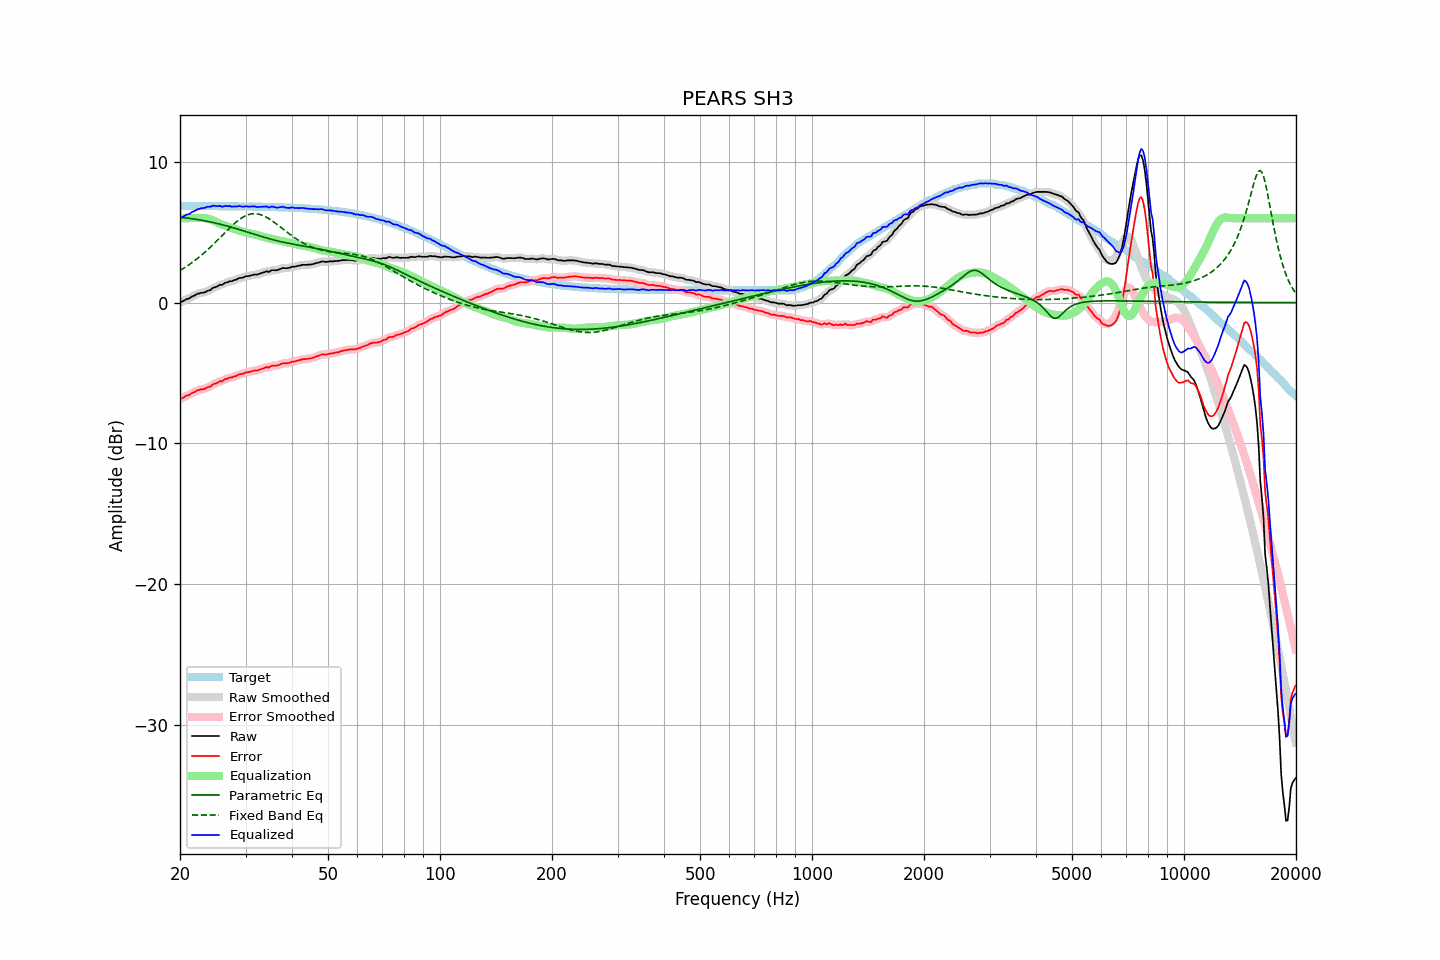 PEARS SH3
10
0
−10
−20
−30
Amplitude (dBr)
20
50
100
200
500
1000
2000
5000
10000
20000
Frequency (Hz)
Target
Raw Smoothed
Error Smoothed
Raw
Error
Equalization
Parametric Eq
Fixed Band Eq
Equalized